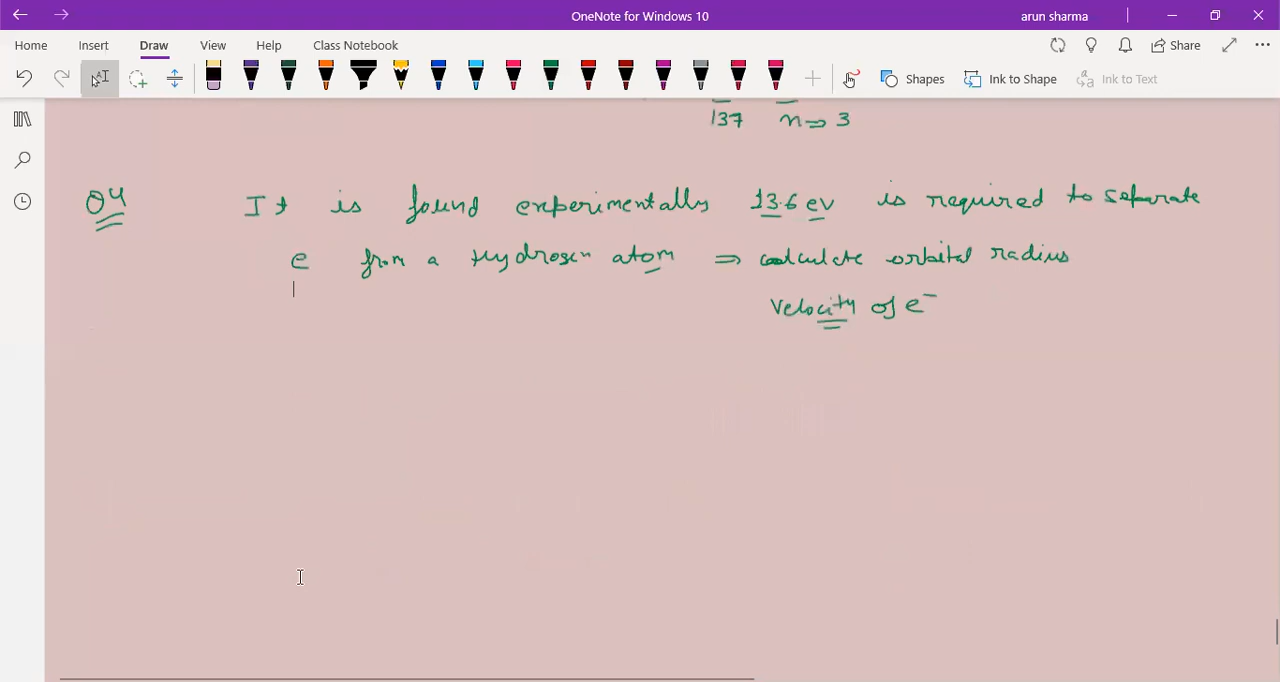 OneNote for Windows 10
arun sharma
Home Insert Draw View Help Class Notebook
Share
Shapes Ink to Shape Ink to Text
137 n => 3
Q4 It is found experimentally 13.6 ev is required to seperate
e from a Hydrogen atom => calculate orbital radius
velocity of e⁻